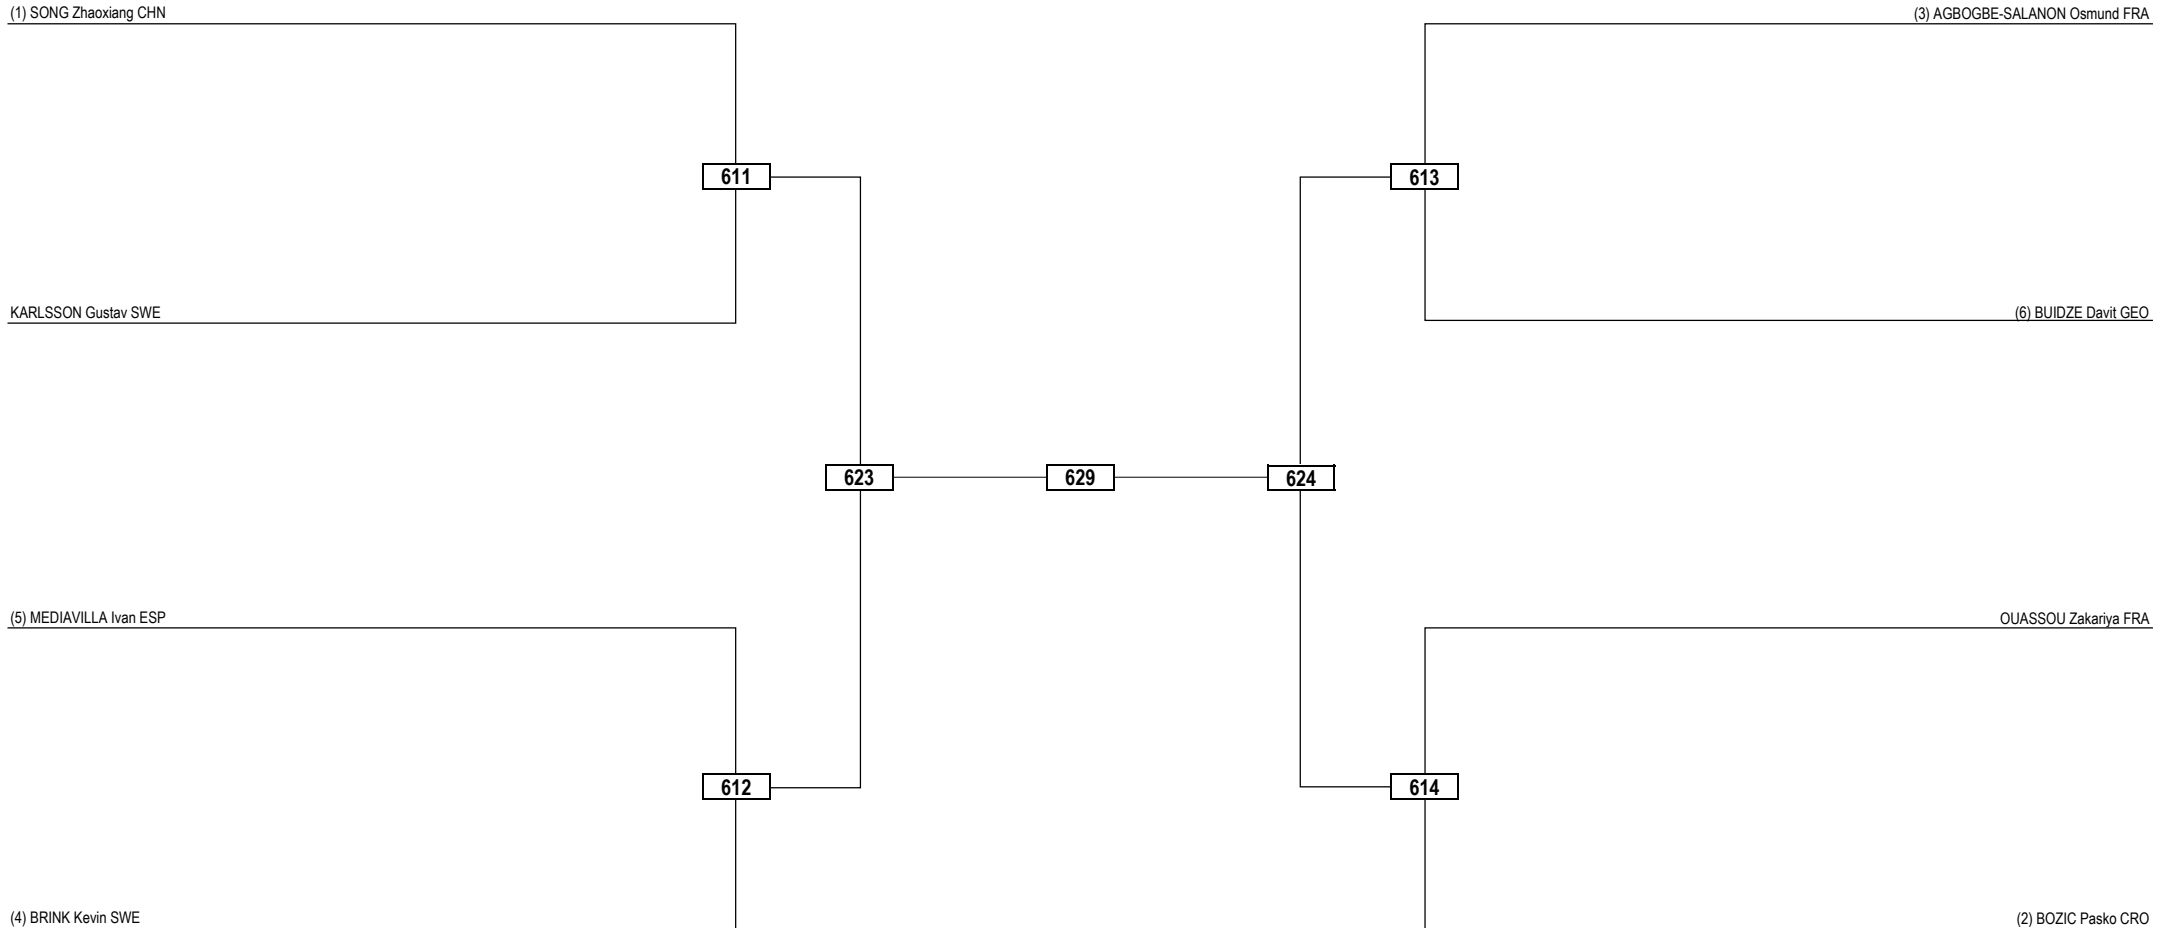 (1) SONG Zhaoxiang CHN
(3) AGBOGBE-SALANON Osmund FRA
611
613
KARLSSON Gustav SWE
(6) BUIDZE Davit GEO
623
629
624
(5) MEDIAVILLA Ivan ESP
OUASSOU Zakariya FRA
612
614
(4) BRINK Kevin SWE
(2) BOZIC Pasko CRO